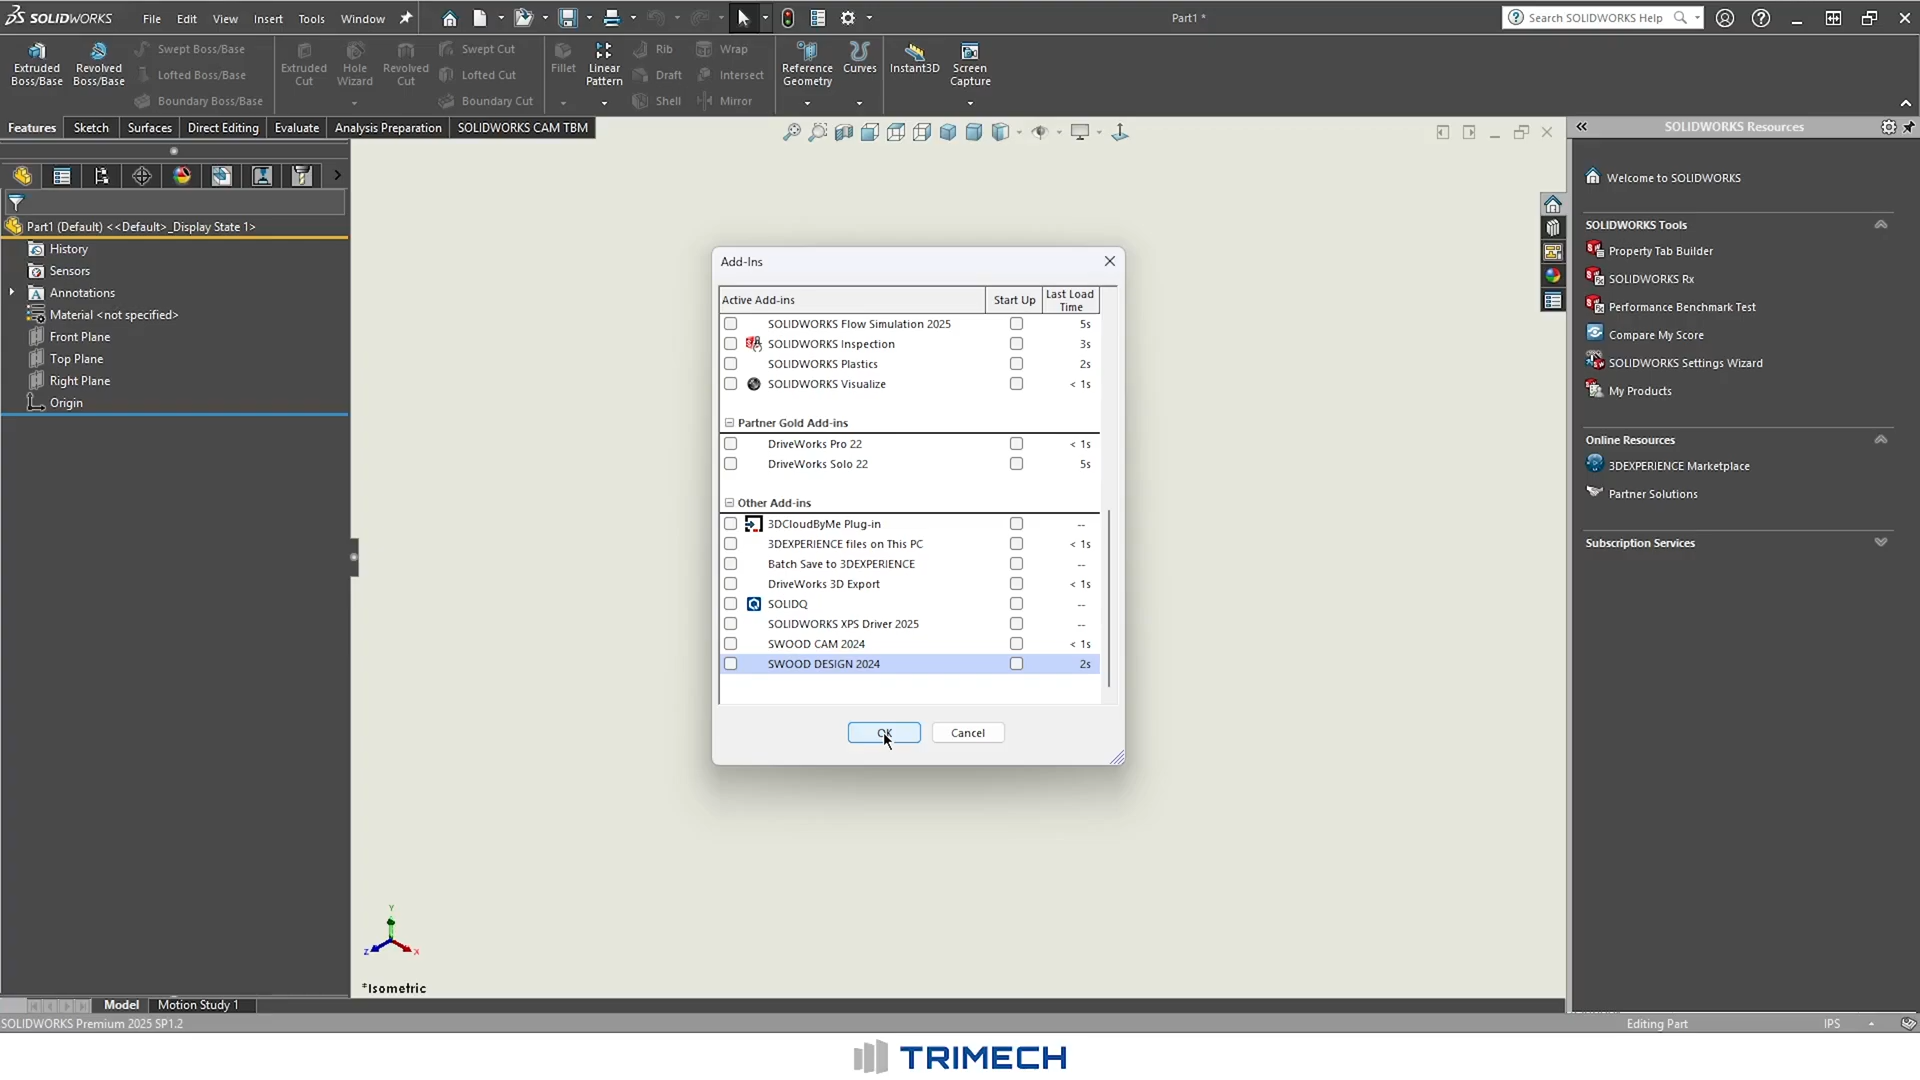 SOLIDWORKS
File
Edit
View
Insert
Tools
Window
Part1 *
Search SOLIDWORKS Help
Extruded
Boss/Base
Revolved
Boss/Base
Swept Boss/Base
Lofted Boss/Base
Boundary Boss/Base
Extruded
Cut
Hole
Wizard
Revolved
Cut
Swept Cut
Lofted Cut
Boundary Cut
Fillet
Linear
Pattern
Rib
Draft
Shell
Wrap
Intersect
Mirror
Reference
Geometry
Curves
Instant3D
Screen
Capture
Features
Sketch
Surfaces
Direct Editing
Evaluate
Analysis Preparation
SOLIDWORKS CAM TBM
Part1 (Default) <<Default>_Display State 1>
History
Sensors
Annotations
Material <not specified>
Front Plane
Top Plane
Right Plane
Origin
Add-Ins
Active Add-ins
Start Up
Last Load
Time
SOLIDWORKS Flow Simulation 2025 5s
SOLIDWORKS Inspection 3s
SOLIDWORKS Plastics 2s
SOLIDWORKS Visualize < 1s
Partner Gold Add-ins
DriveWorks Pro 22 < 1s
DriveWorks Solo 22 5s
Other Add-ins
3DCloudByMe Plug-in --
3DEXPERIENCE files on This PC < 1s
Batch Save to 3DEXPERIENCE --
DriveWorks 3D Export < 1s
SOLIDQ --
SOLIDWORKS XPS Driver 2025 --
SWOOD CAM 2024 < 1s
SWOOD DESIGN 2024 2s
OK
Cancel
SOLIDWORKS Resources
Welcome to SOLIDWORKS
SOLIDWORKS Tools
Property Tab Builder
SOLIDWORKS Rx
Performance Benchmark Test
Compare My Score
SOLIDWORKS Settings Wizard
My Products
Online Resources
3DEXPERIENCE Marketplace
Partner Solutions
Subscription Services
Y
Z
X
*Isometric
Model
Motion Study 1
SOLIDWORKS Premium 2025 SP1.2
Editing Part
IPS
TRIMECH